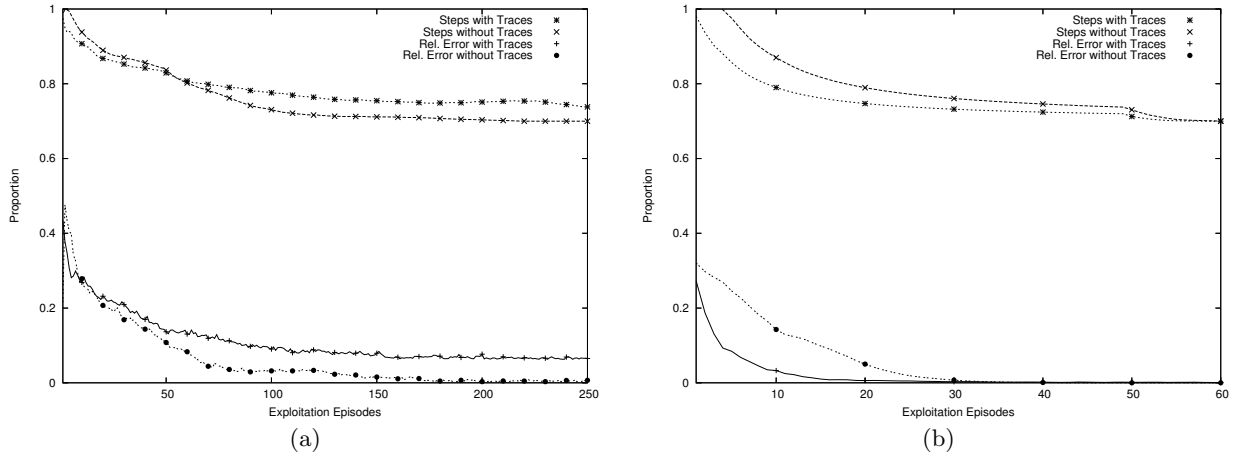 1
0.8
0.6
0.4
0.2
0
Proportion
50
100
150
200
250
Exploitation Episodes
Steps with Traces
Steps without Traces
Rel. Error with Traces
Rel. Error without Traces
(a)
1
0.8
0.6
0.4
0.2
0
Proportion
10
20
30
40
50
60
Exploitation Episodes
Steps with Traces
Steps without Traces
Rel. Error with Traces
Rel. Error without Traces
(b)